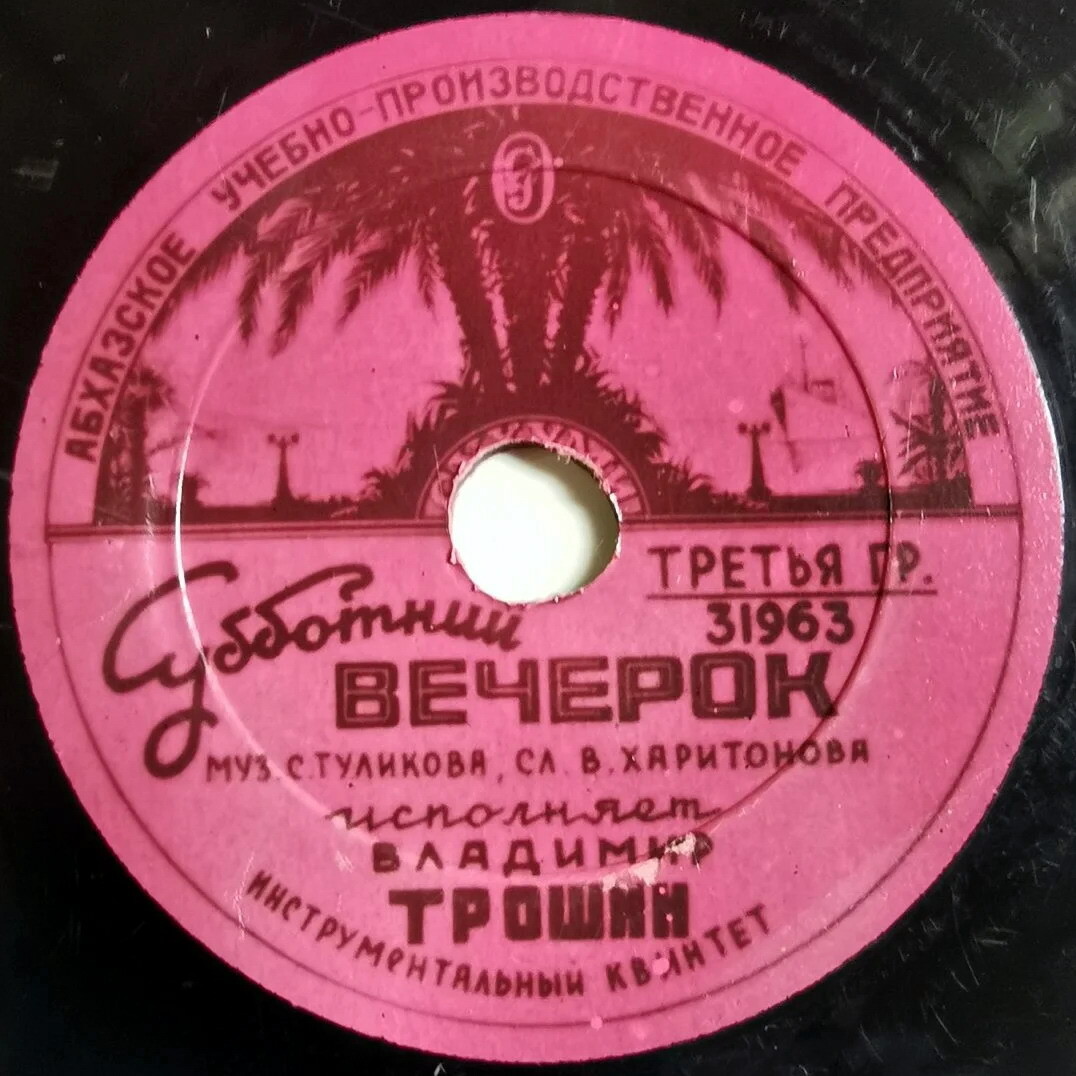 АБХАЗСКОЕ УЧЕБНО-ПРОИЗВОДСТВЕННОЕ ПРЕДПРИЯТИЕ
ТРЕТЬЯ ГР.
31963
Субботний
ВЕЧЕРОК
МУЗ. С. ТУЛИКОВА, СЛ. В. ХАРИТОНОВА
исполняет
ВЛАДИМИР
ТРОШИН
ИНСТРУМЕНТАЛЬНЫЙ КВИНТЕТ